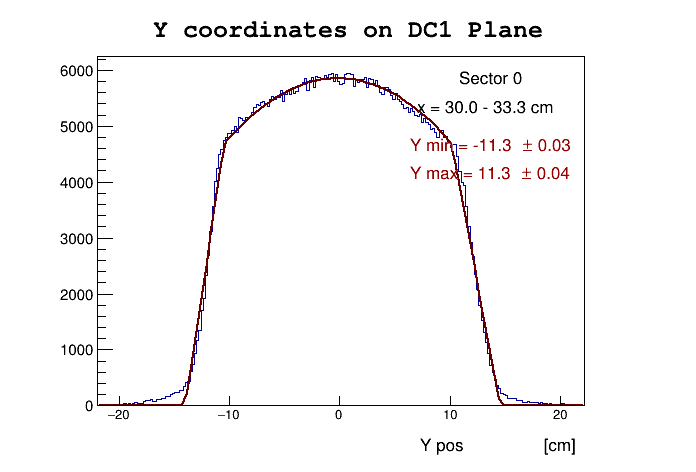 Y coordinates on DC1 Plane
6000
5000
4000
3000
2000
1000
0
Sector 0
x = 30.0 - 33.3 cm
Y min = -11.3 ± 0.03
Y max = 11.3 ± 0.04
−20 −10 0 10 20
Y pos [cm]